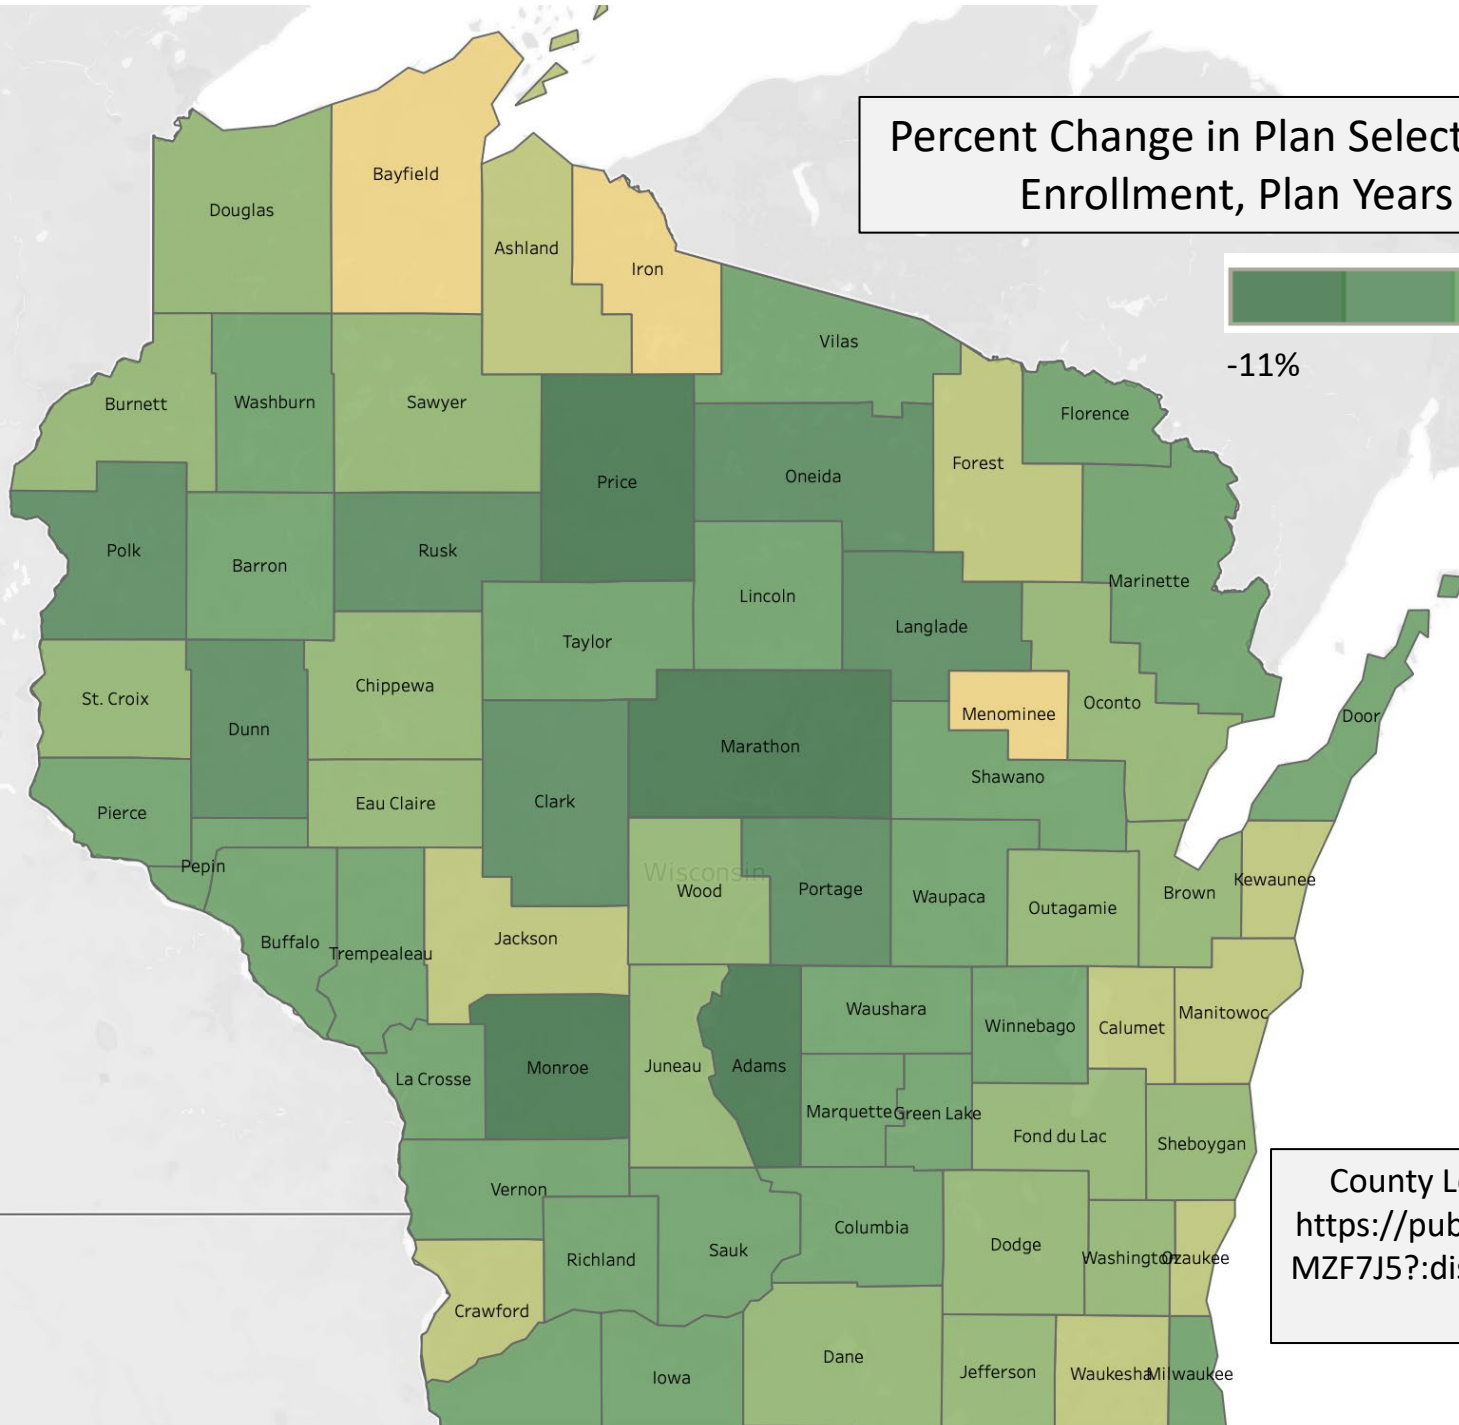 Percent Change in Plan Select
Enrollment, Plan Years
-11%
Bayfield
Douglas
Ashland
Iron
Vilas
Burnett
Washburn
Sawyer
Florence
Price
Oneida
Forest
Polk
Barron
Rusk
Lincoln
Marinette
Taylor
Langlade
St. Croix
Chippewa
Menominee
Oconto
Door
Dunn
Marathon
Shawano
Pierce
Eau Claire
Clark
Pepin
Wisconsin
Wood
Portage
Waupaca
Outagamie
Brown
Kewaunee
Buffalo
Trempealeau
Jackson
Waushara
Winnebago
Calumet
Manitowoc
La Crosse
Monroe
Juneau
Adams
Marquette
Green Lake
Fond du Lac
Sheboygan
Vernon
Richland
Sauk
Columbia
Dodge
Washington
Ozaukee
Crawford
Iowa
Dane
Jefferson
Waukesha
Milwaukee
County L
https://pub
MZF7J5?:dis